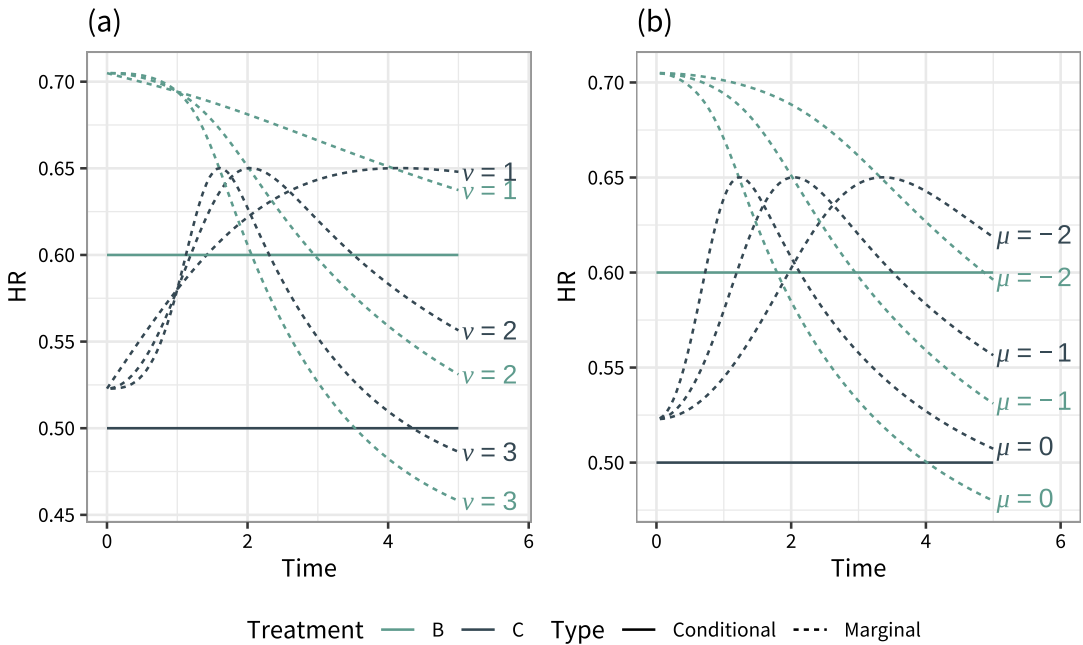 (a)
(b)
HR
0.70
0.65
0.60
0.55
0.50
0.45
0
2
4
6
Time
ν = 1
ν = 1
ν = 2
ν = 2
ν = 3
ν = 3
HR
0.70
0.65
0.60
0.55
0.50
0
2
4
6
Time
μ = −2
μ = −2
μ = −1
μ = −1
μ = 0
μ = 0
Treatment B C Type Conditional Marginal